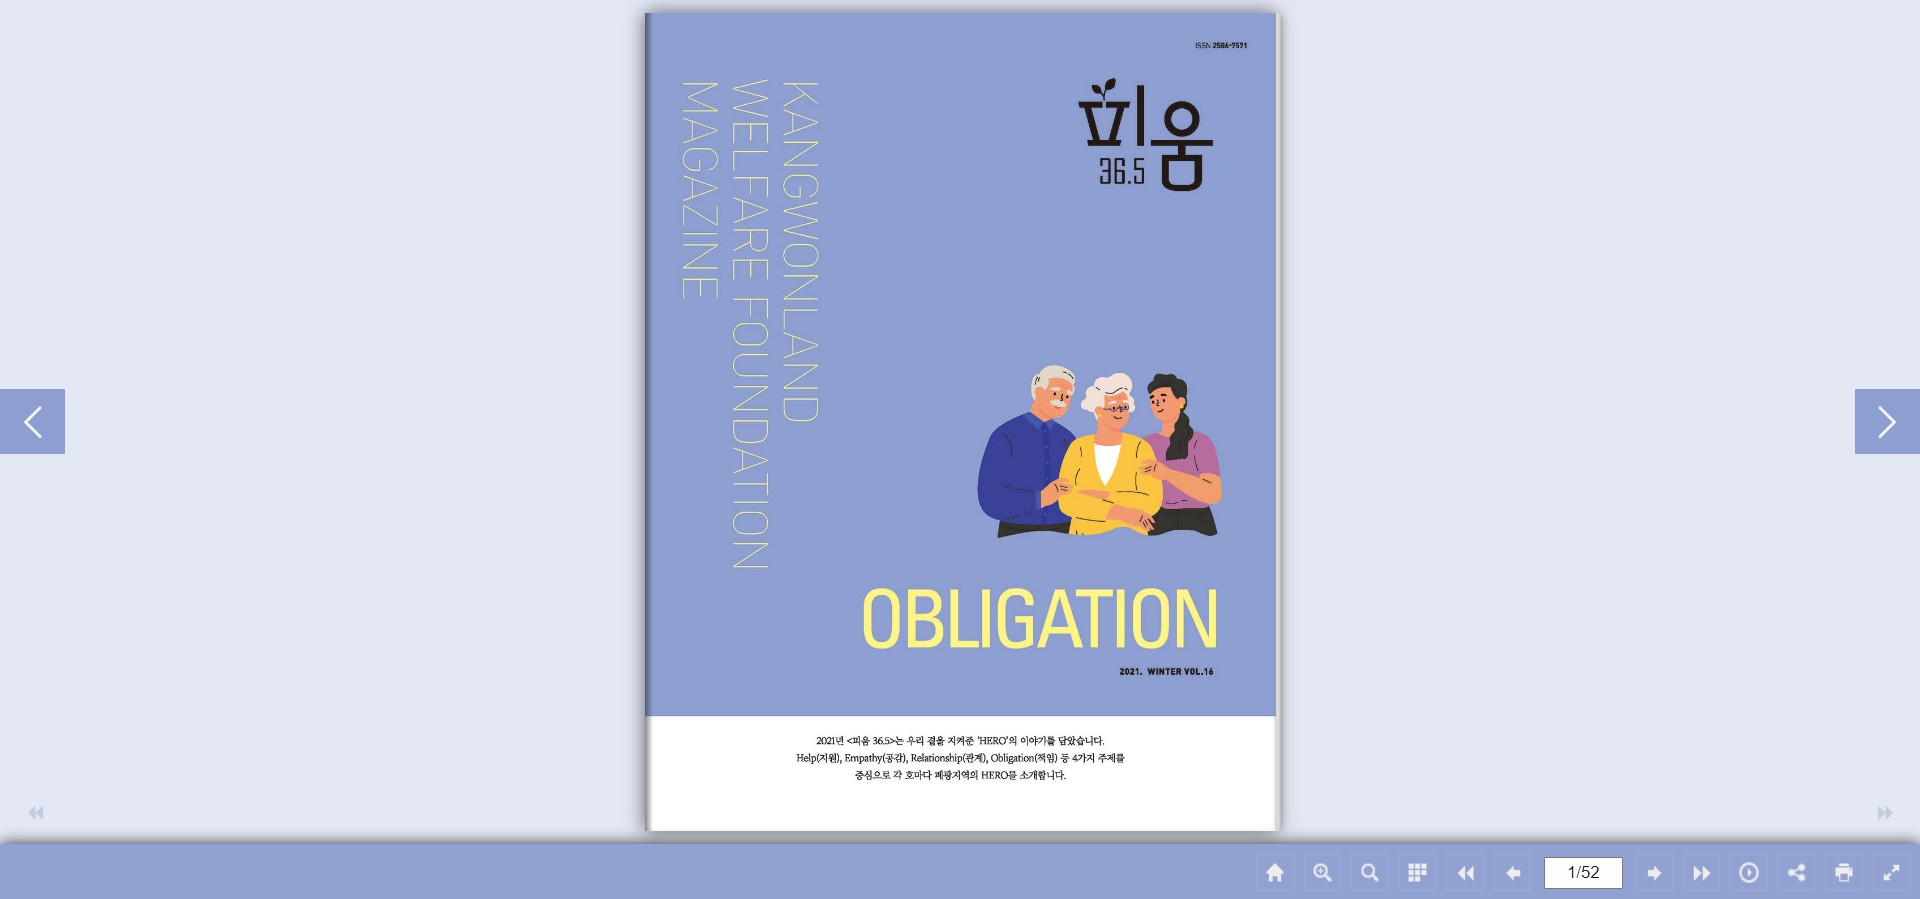 ISSN 2586-7571
피움
36.5
KANGWONLAND
WELFARE FOUNDATION
MAGAZINE
OBLIGATION
2021. WINTER VOL.16
2021년 <피움 36.5>는 우리 곁을 지켜준 'HERO'의 이야기를 담았습니다.
Help(지원), Empathy(공감), Relationship(관계), Obligation(책임) 등 4가지 주제를
중심으로 각 호마다 폐광지역의 HERO를 소개합니다.
1/52